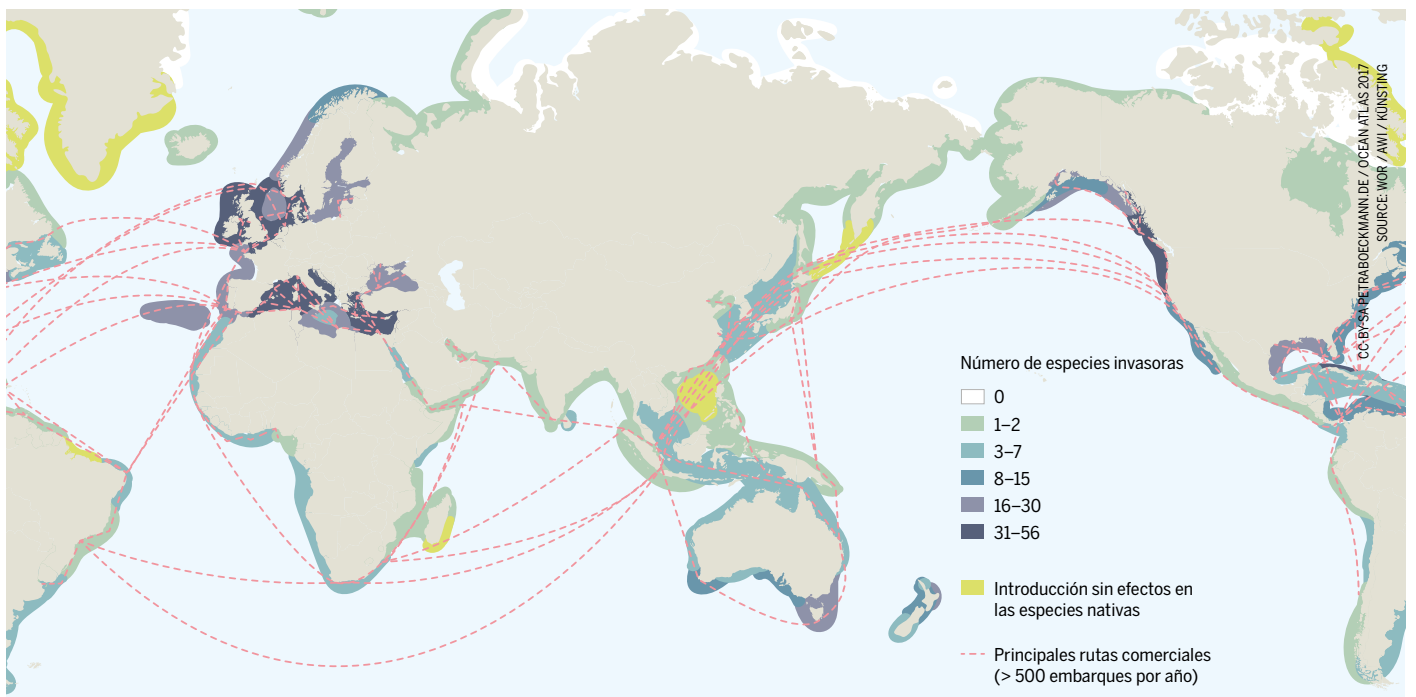 Número de especies invasoras
0
1–2
3–7
8–15
16–30
31–56
Introducción sin efectos en
las especies nativas
Principales rutas comerciales
(> 500 embarques por año)
CC-BY-SA PETRABOECKMANN.DE / OCEAN ATLAS 2017
SOURCE: WOR / AWI / KÜNSTING